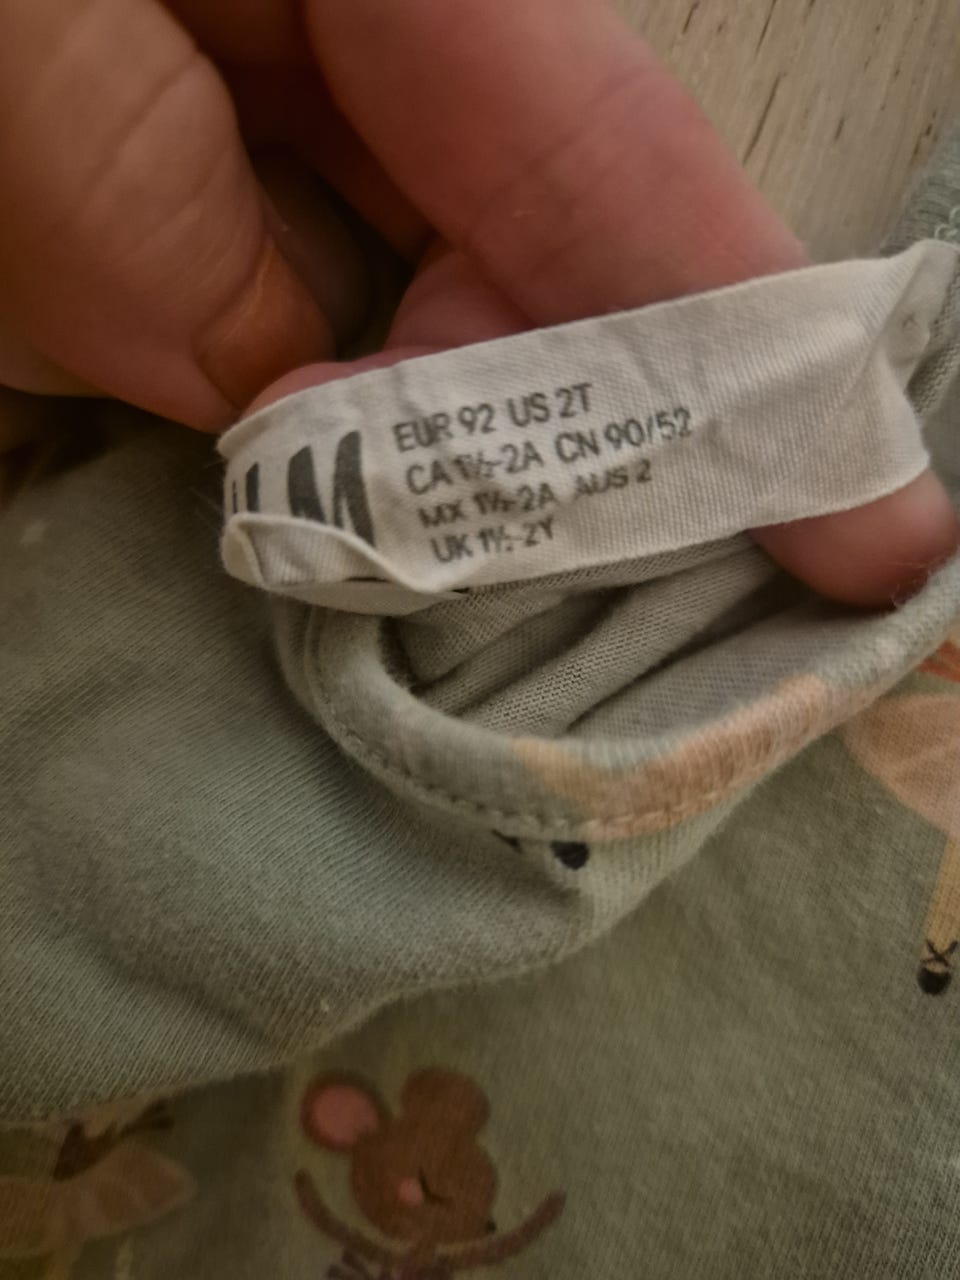 EUR 92 US 2T
CA 1½-2A CN 90/52
MX 1½-2A AUS 2
UK 1½-2Y